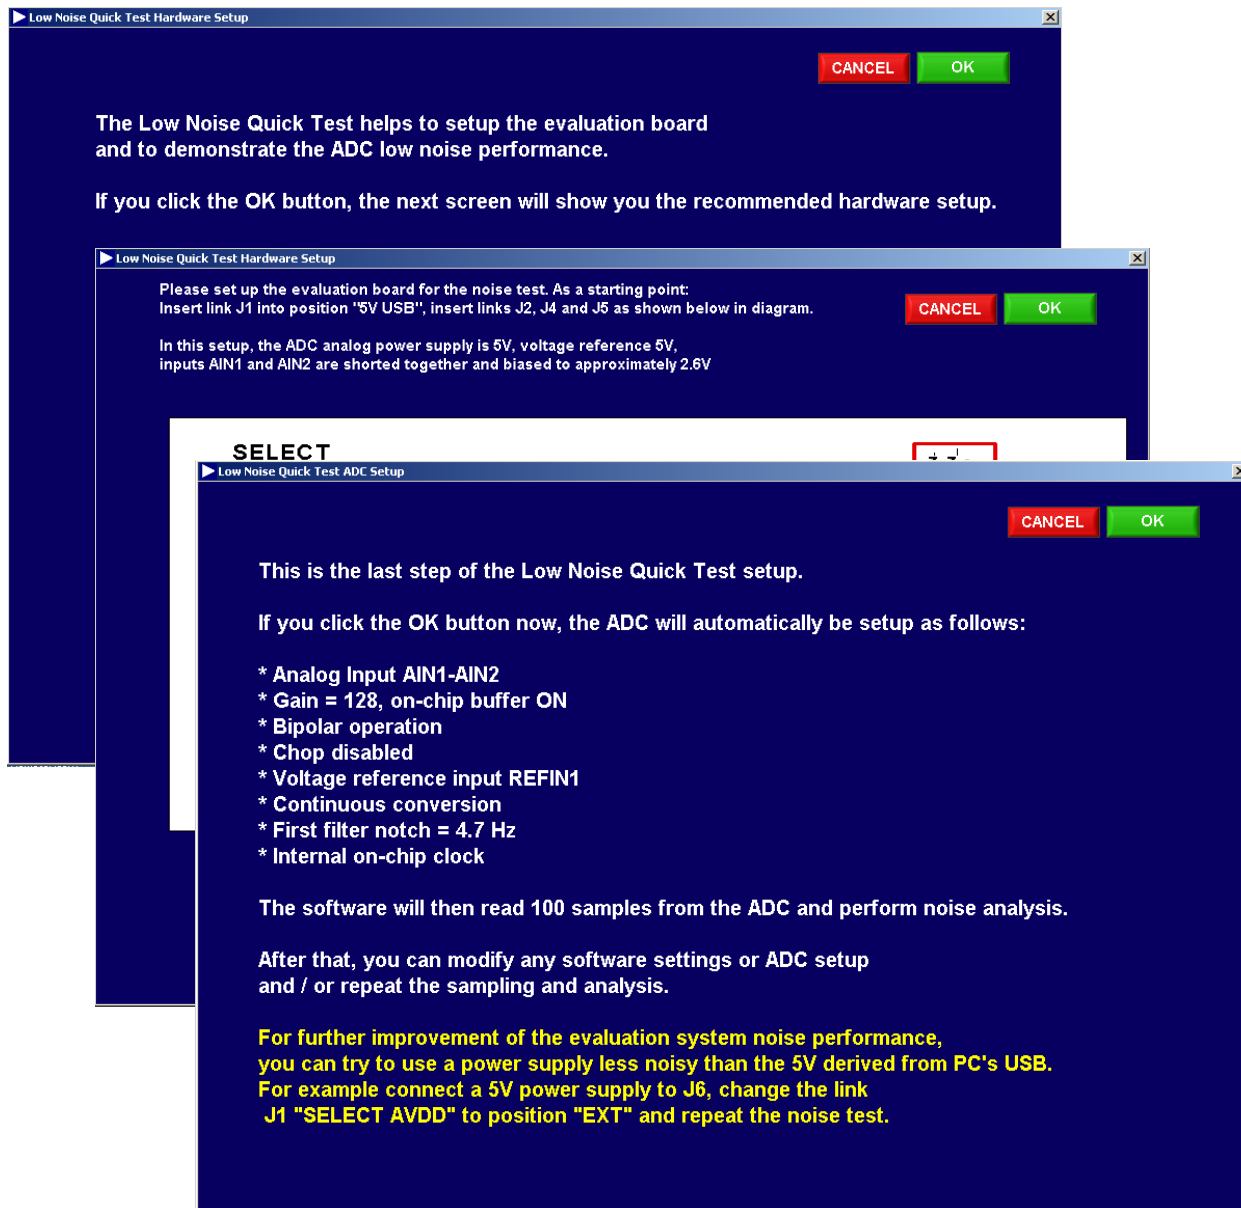 Low Noise Quick Test Hardware Setup
CANCEL
OK
The Low Noise Quick Test helps to setup the evaluation board
and to demonstrate the ADC low noise performance.
If you click the OK button, the next screen will show you the recommended hardware setup.
Low Noise Quick Test Hardware Setup
Please set up the evaluation board for the noise test. As a starting point:
Insert link J1 into position "5V USB", insert links J2, J4 and J5 as shown below in diagram.
CANCEL
OK
In this setup, the ADC analog power supply is 5V, voltage reference 5V,
inputs AIN1 and AIN2 are shorted together and biased to approximately 2.6V
SELECT
Low Noise Quick Test ADC Setup
CANCEL
OK
This is the last step of the Low Noise Quick Test setup.
If you click the OK button now, the ADC will automatically be setup as follows:
* Analog Input AIN1-AIN2
* Gain = 128, on-chip buffer ON
* Bipolar operation
* Chop disabled
* Voltage reference input REFIN1
* Continuous conversion
* First filter notch = 4.7 Hz
* Internal on-chip clock
The software will then read 100 samples from the ADC and perform noise analysis.
After that, you can modify any software settings or ADC setup
and / or repeat the sampling and analysis.
For further improvement of the evaluation system noise performance,
you can try to use a power supply less noisy than the 5V derived from PC's USB.
For example connect a 5V power supply to J6, change the link
J1 "SELECT AVDD" to position "EXT" and repeat the noise test.